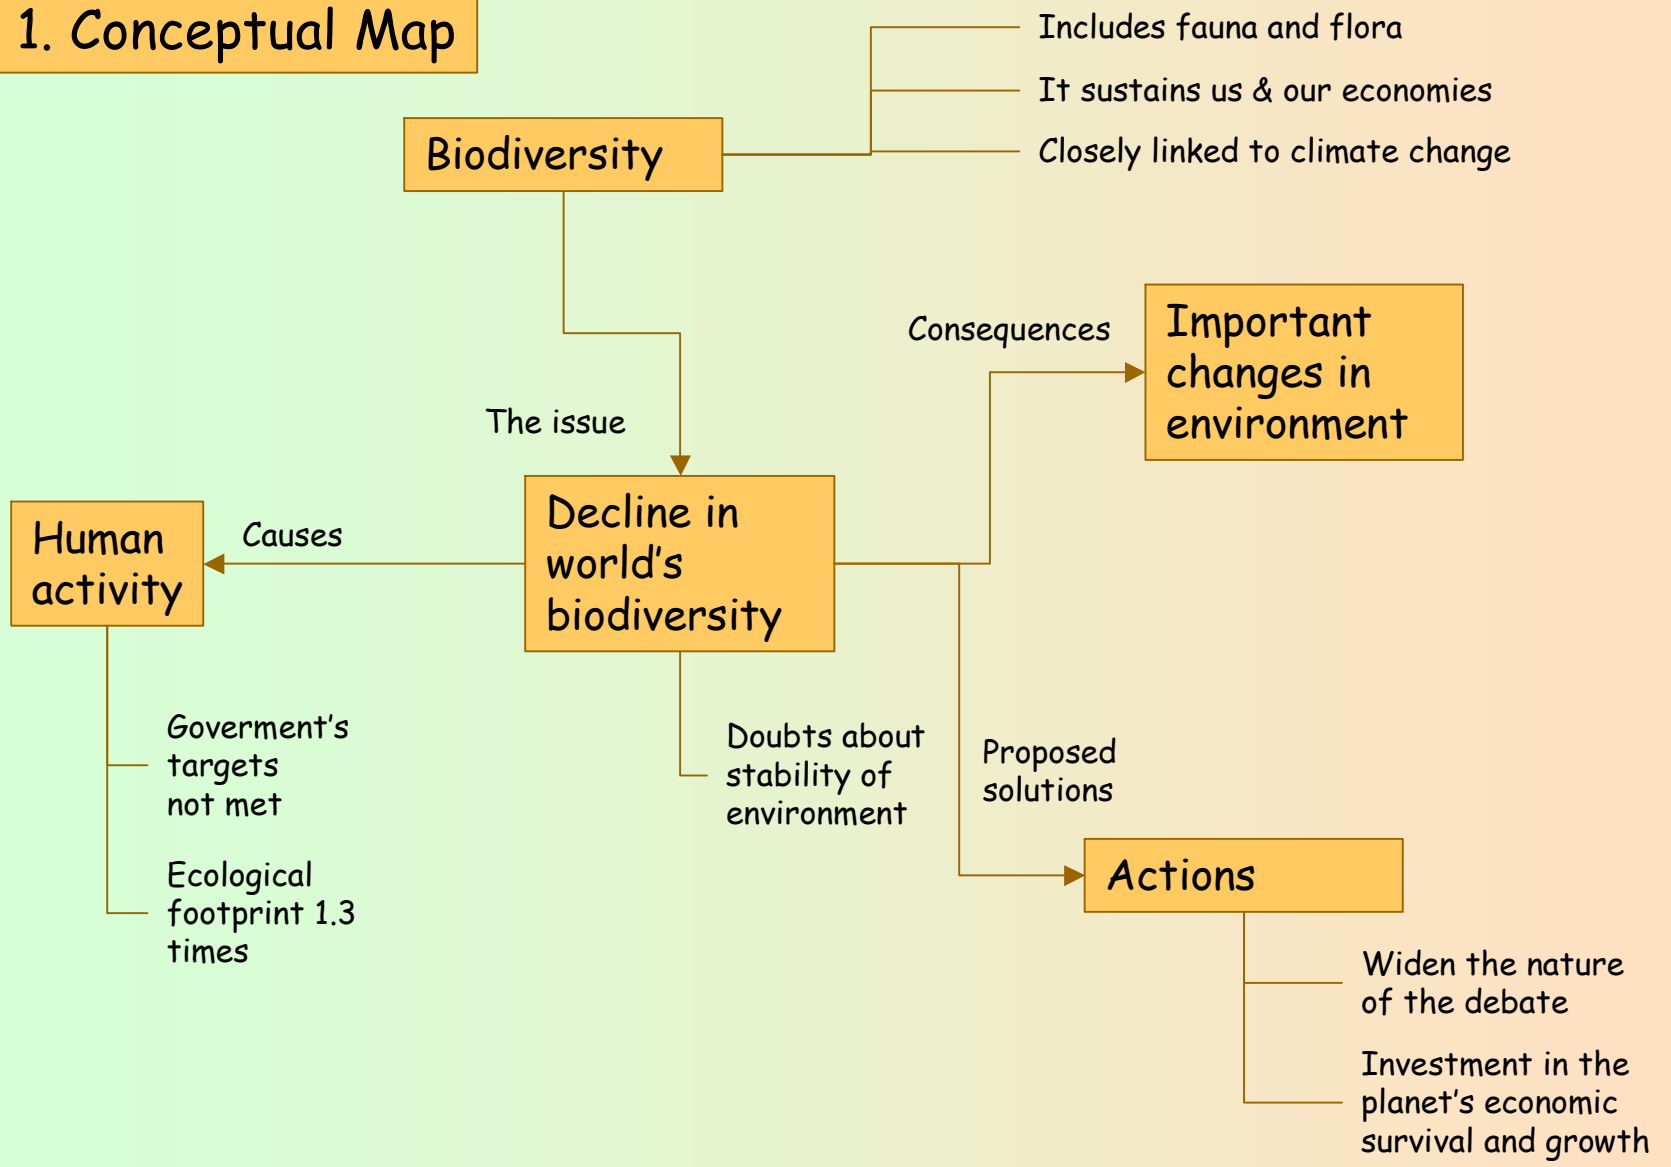 1. Conceptual Map
Includes fauna and flora
It sustains us & our economies
Closely linked to climate change
Biodiversity
Consequences
Important
changes in
environment
The issue
Decline in
world's
biodiversity
Causes
Human
activity
Goverment's
targets
not met
Ecological
footprint 1.3
times
Doubts about
stability of
environment
Proposed
solutions
Actions
Widen the nature
of the debate
Investment in the
planet's economic
survival and growth